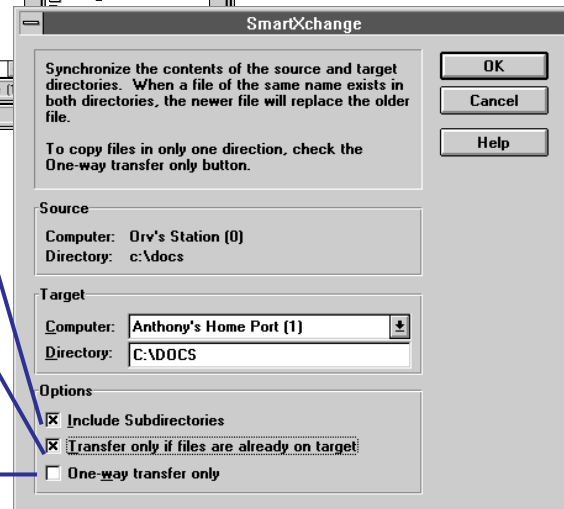 SmartXchange
Synchronize the contents of the source and target
directories. When a file of the same name exists in
both directories, the newer file will replace the older
file.
To copy files in only one direction, check the
One-way transfer only button.
OK
Cancel
Help
Source
Computer: Orv's Station (0)
Directory: c:\docs
Target
Computer: Anthony's Home Port (1)
Directory: C:\DOCS
Options
Include Subdirectories
Transfer only if files are already on target
One-way transfer only